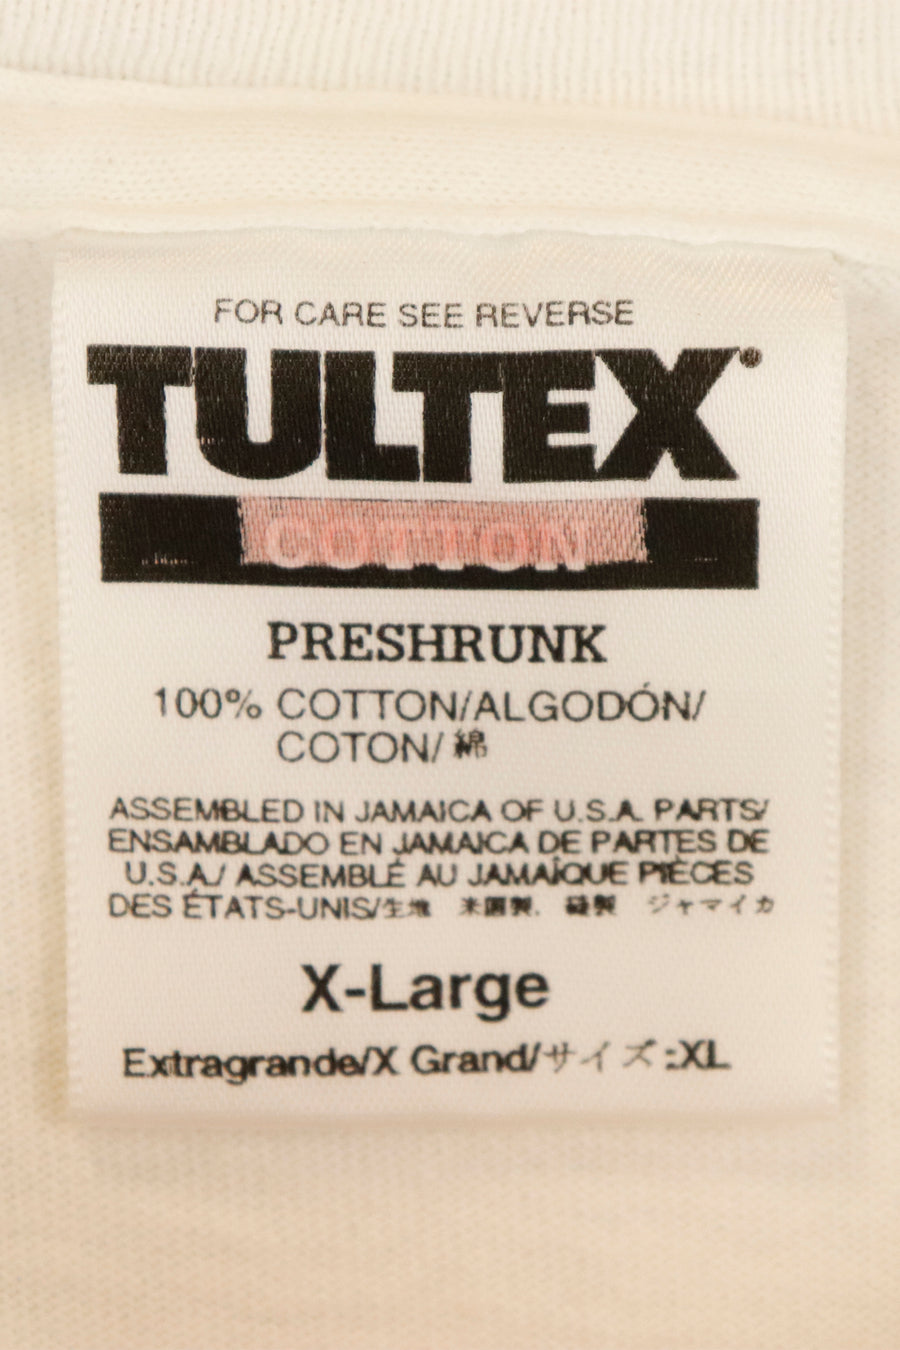 FOR CARE SEE REVERSE
TULTEX®
COTTON
PRESHRUNK
100% COTTON/ALGODÓN/
COTON/ 綿
ASSEMBLED IN JAMAICA OF U.S.A. PARTS/
ENSAMBLADO EN JAMAICA DE PARTES DE
U.S.A./ ASSEMBLÉ AU JAMAÏQUE PIÈCES
DES ÉTATS-UNIS/生地 米国製. 縫製 ジャマイカ
X-Large
Extragrande/X Grand/サイズ:XL